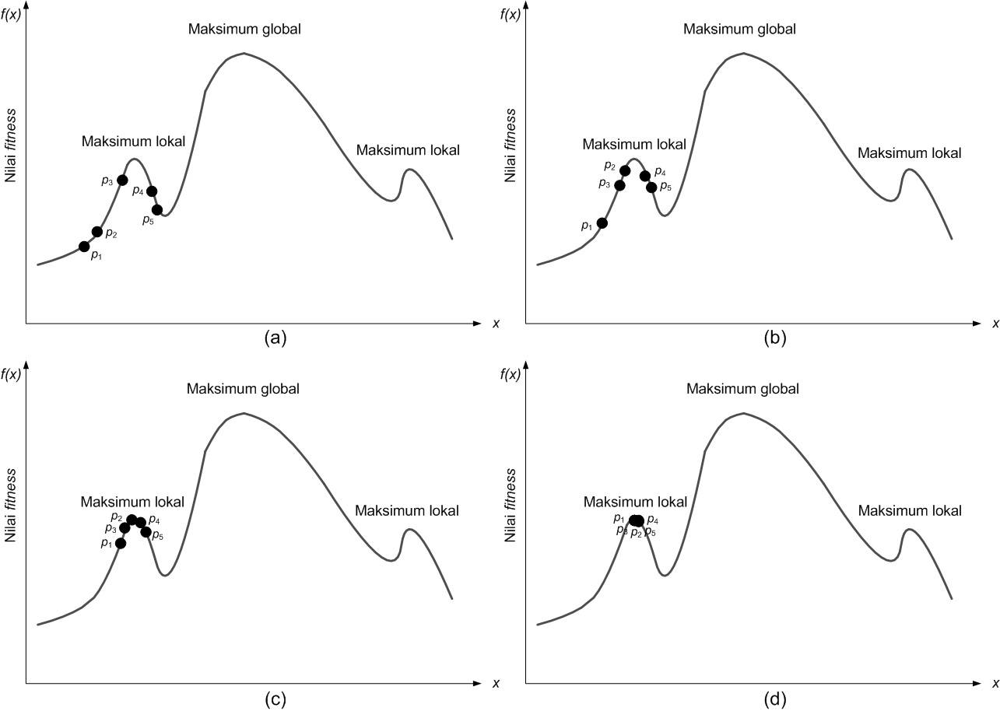 f(x)
Maksimum global
Nilai fitness
Maksimum lokal
Maksimum lokal
p3
p4
p5
p2
p1
x
(a)
f(x)
Maksimum global
Nilai fitness
Maksimum lokal
Maksimum lokal
p2
p4
p3
p5
p1
x
(b)
f(x)
Maksimum global
Nilai fitness
Maksimum lokal
Maksimum lokal
p2
p4
p3
p5
p1
x
(c)
f(x)
Maksimum global
Nilai fitness
Maksimum lokal
Maksimum lokal
p1
p4
p3 p2 p5
x
(d)